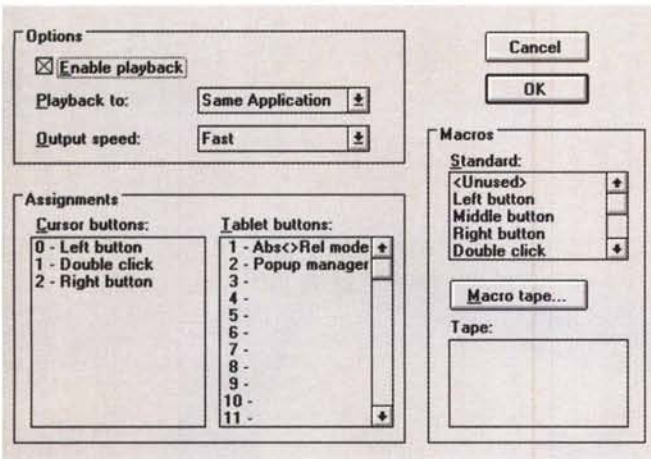 Options
Enable playback
Playback to:
Same Application
Output speed:
Fast
Cancel
OK
Assignments
Cursor buttons:
0 - Left button
1 - Double click
2 - Right button
Tablet buttons:
1 - Abs<>Rel mode
2 - Popup manager
3 -
4 -
5 -
6 -
7 -
8 -
9 -
10 -
11 -
Macros
Standard:
<Unused>
Left button
Middle button
Right button
Double click
Macro tape...
Tape: